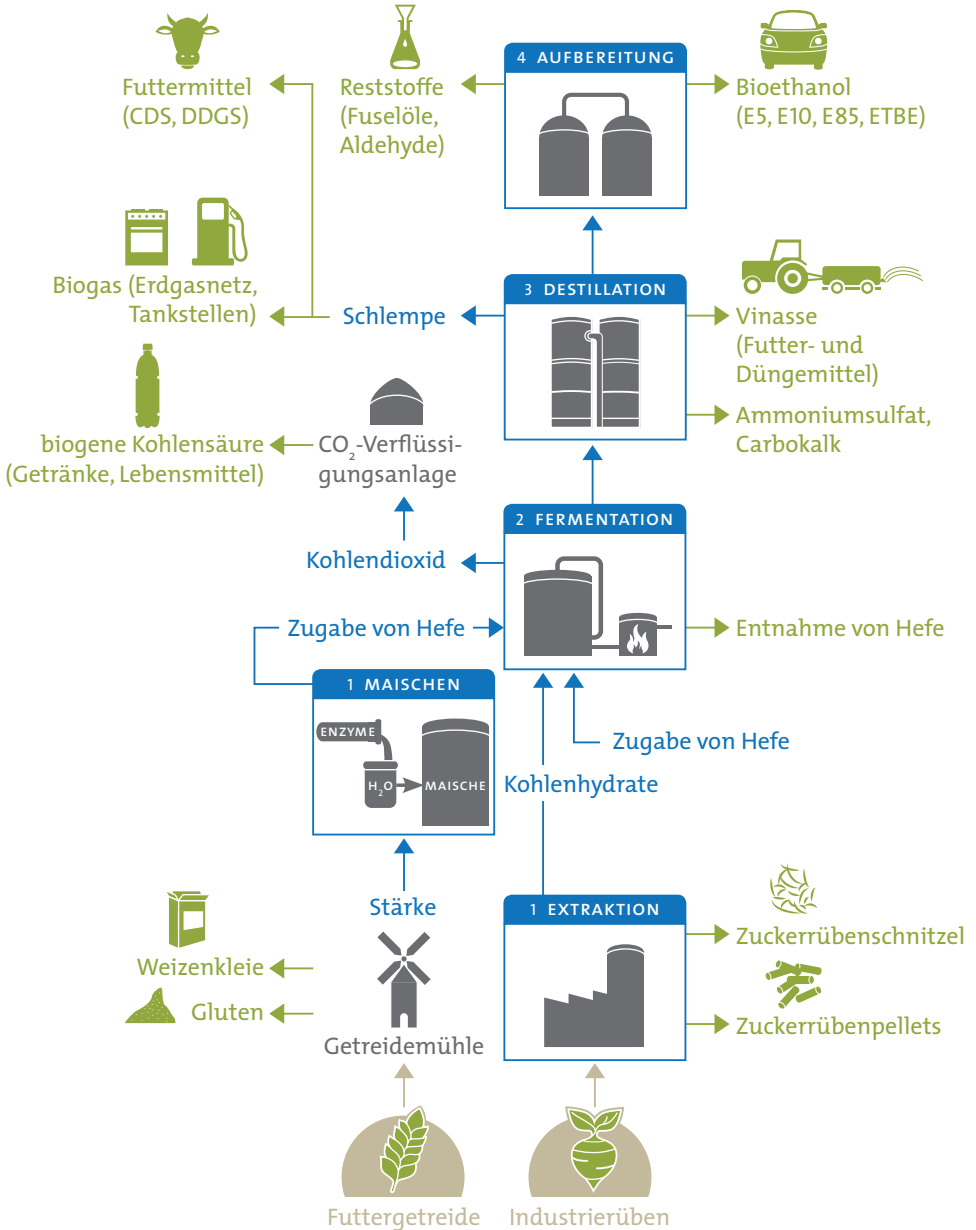 4 AUFBEREITUNG
Futtermittel
(CDS, DDGS)
Reststoffe
(Fuselöle,
Aldehyde)
Bioethanol
(E5, E10, E85, ETBE)
Biogas (Erdgasnetz,
Tankstellen)
Schlempe
3 DESTILLATION
Vinasse
(Futter- und
Düngemittel)
Ammoniumsulfat,
Carbokalk
biogene Kohlensäure
(Getränke, Lebensmittel)
CO₂-Verflüssi-
gungsanlage
2 FERMENTATION
Kohlendioxid
Zugabe von Hefe
Entnahme von Hefe
1 MAISCHEN
ENZYME
H₂O
MAISCHE
Zugabe von Hefe
Kohlenhydrate
Stärke
1 EXTRAKTION
Weizenkleie
Gluten
Getreidemühle
Zuckerrübenschnitzel
Zuckerrübenpellets
Futtergetreide
Industrierüben